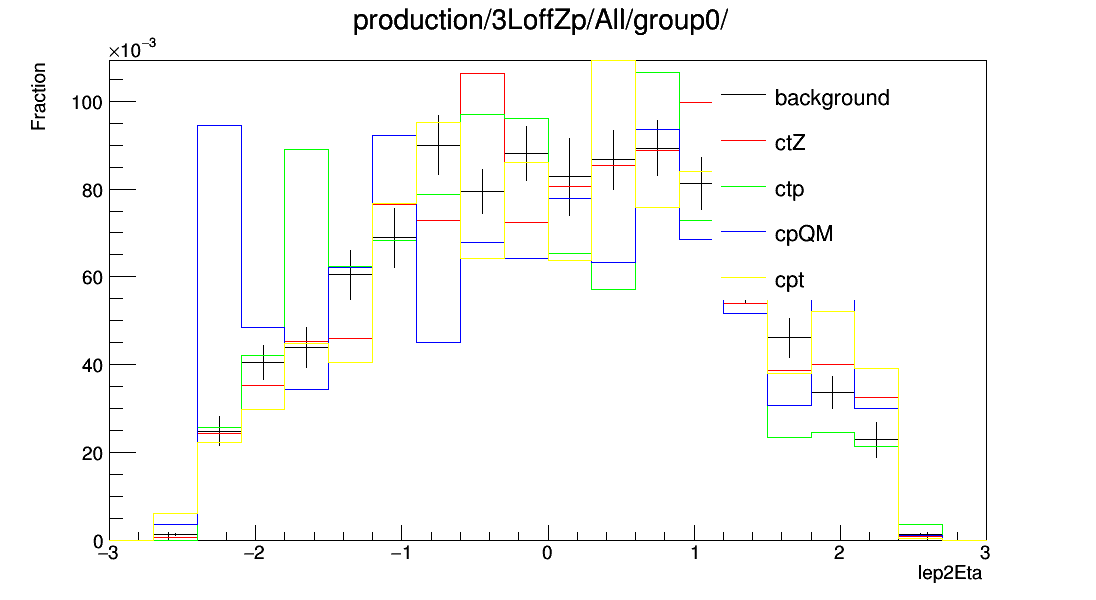 production/3LoffZp/All/group0/
×10⁻³
Fraction
100
80
60
40
20
0
background
ctZ
ctp
cpQM
cpt
−3 −2 −1 0 1 2 3
lep2Eta